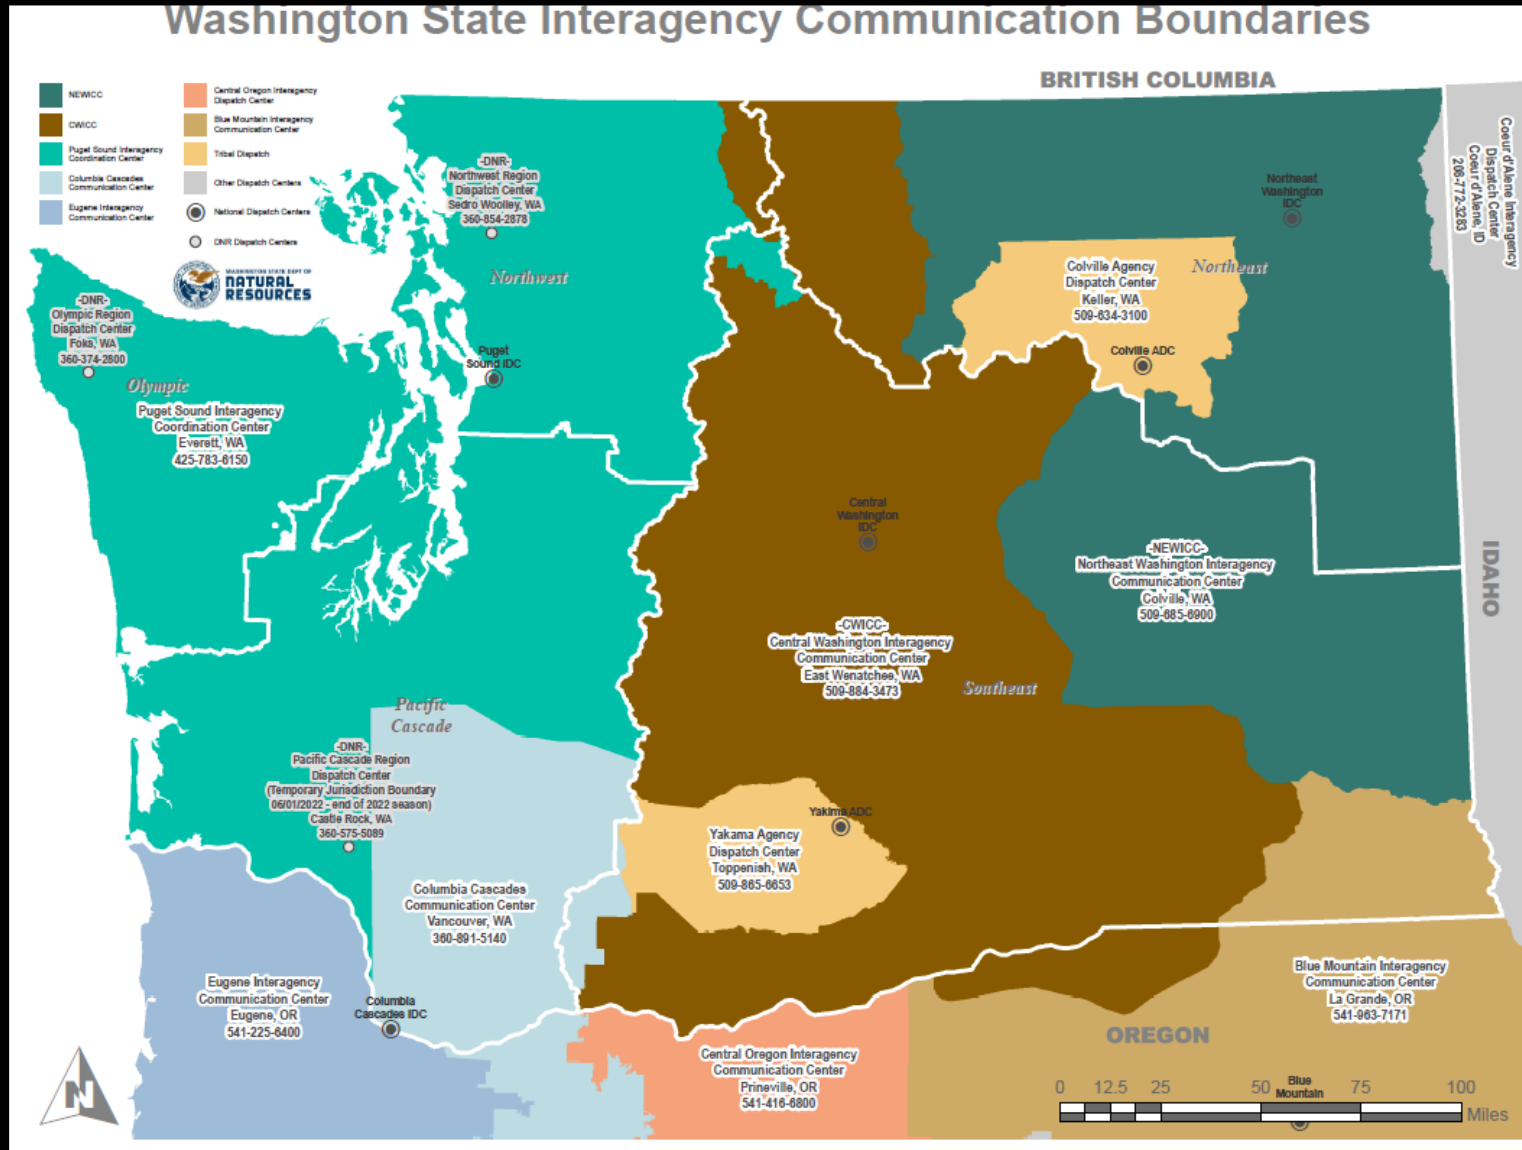 Washington State Interagency Communication Boundaries
BRITISH COLUMBIA
NEWICC
CWICC
Puget Sound Interagency
Coordination Center
Columbia Cascades
Communication Center
Eugene Interagency
Communication Center
Central Oregon Interagency
Dispatch Center
Blue Mountain Interagency
Communication Center
Tribal Dispatch
Other Dispatch Centers
National Dispatch Centers
DNR Dispatch Centers
WASHINGTON STATE DEPT OF
NATURAL
RESOURCES
-DNR-
Northwest Region
Dispatch Center
Sedro Woolley, WA
360-854-2878
Northwest
-DNR-
Olympic Region
Dispatch Center
Foks, WA
360-374-2800
Olympic
Puget Sound Interagency
Coordination Center
Everett, WA
425-783-6150
Puget
Sound IDC
Northeast
Washington
IDC
Northeast
Colville Agency
Dispatch Center
Keller, WA
509-634-3100
Colville ADC
Coeur d'Alene Interagency
Dispatch Center
Coeur d'Alene, ID
208-772-3283
IDAHO
Central
Washington
IDC
-NEWICC-
Northeast Washington Interagency
Communication Center
Colville, WA
509-685-6900
-CWICC-
Central Washington Interagency
Communication Center
East Wenatchee, WA
509-884-3473
Southeast
Pacific
Cascade
-DNR-
Pacific Cascade Region
Dispatch Center
(Temporary Jurisdiction Boundary
06/01/2022 - end of 2022 season)
Castle Rock, WA
360-575-5089
Yakima ADC
Yakama Agency
Dispatch Center
Toppenish, WA
509-865-6653
Columbia Cascades
Communication Center
Vancouver, WA
360-891-5140
Eugene Interagency
Communication Center
Eugene, OR
541-225-6400
Columbia
Cascades IDC
Blue Mountain Interagency
Communication Center
La Grande, OR
541-963-7171
OREGON
Central Oregon Interagency
Communication Center
Prineville, OR
541-416-6800
N
0 12.5 25 50 75 100
Miles
Blue
Mountain